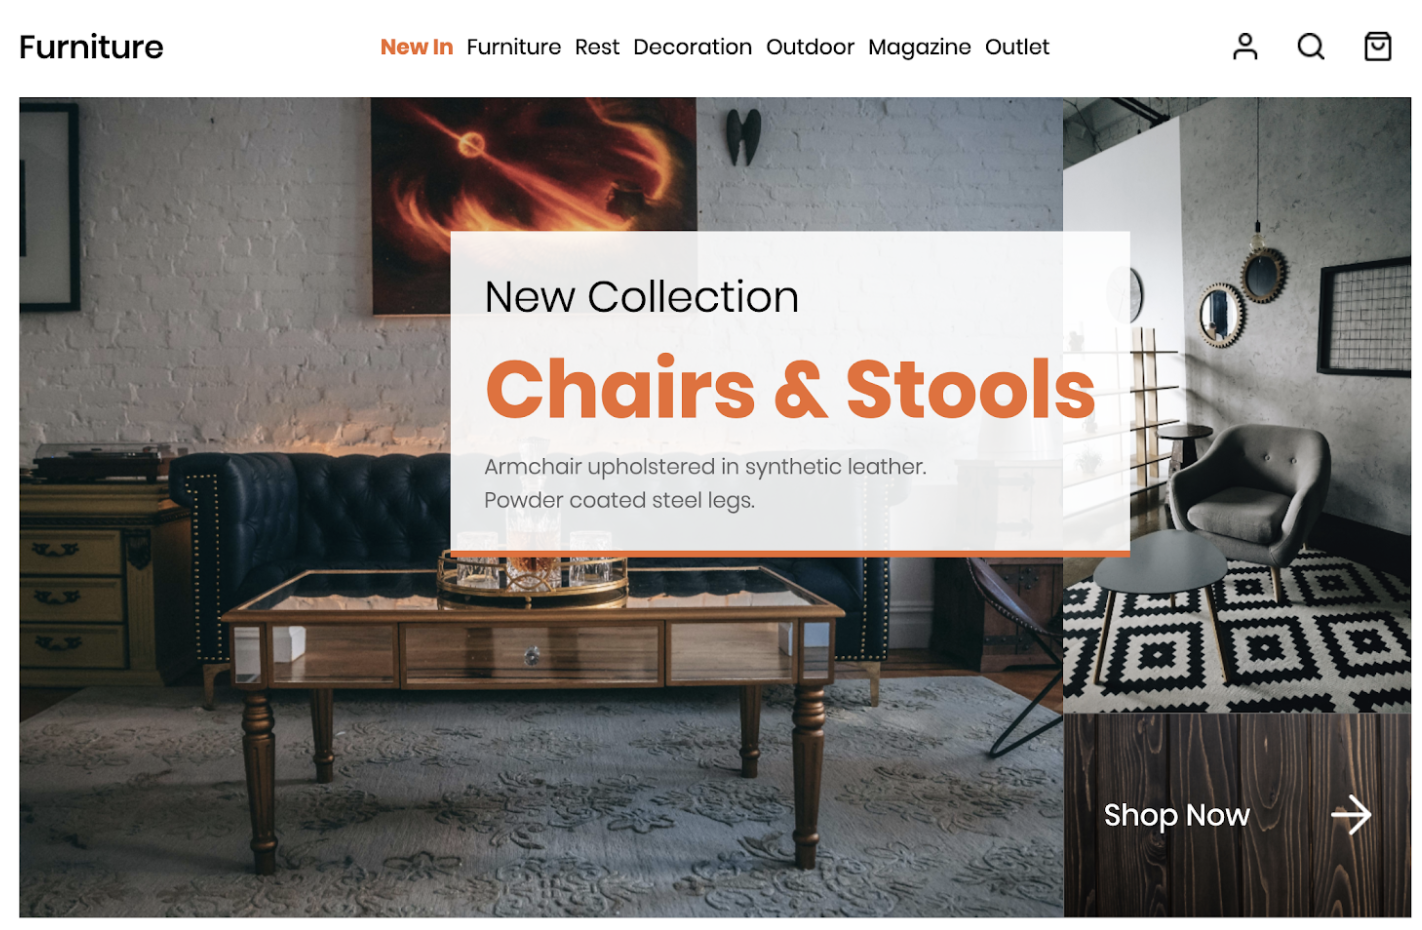 Furniture
New In Furniture Rest Decoration Outdoor Magazine Outlet
New Collection
Chairs & Stools
Armchair upholstered in synthetic leather.
Powder coated steel legs.
Shop Now